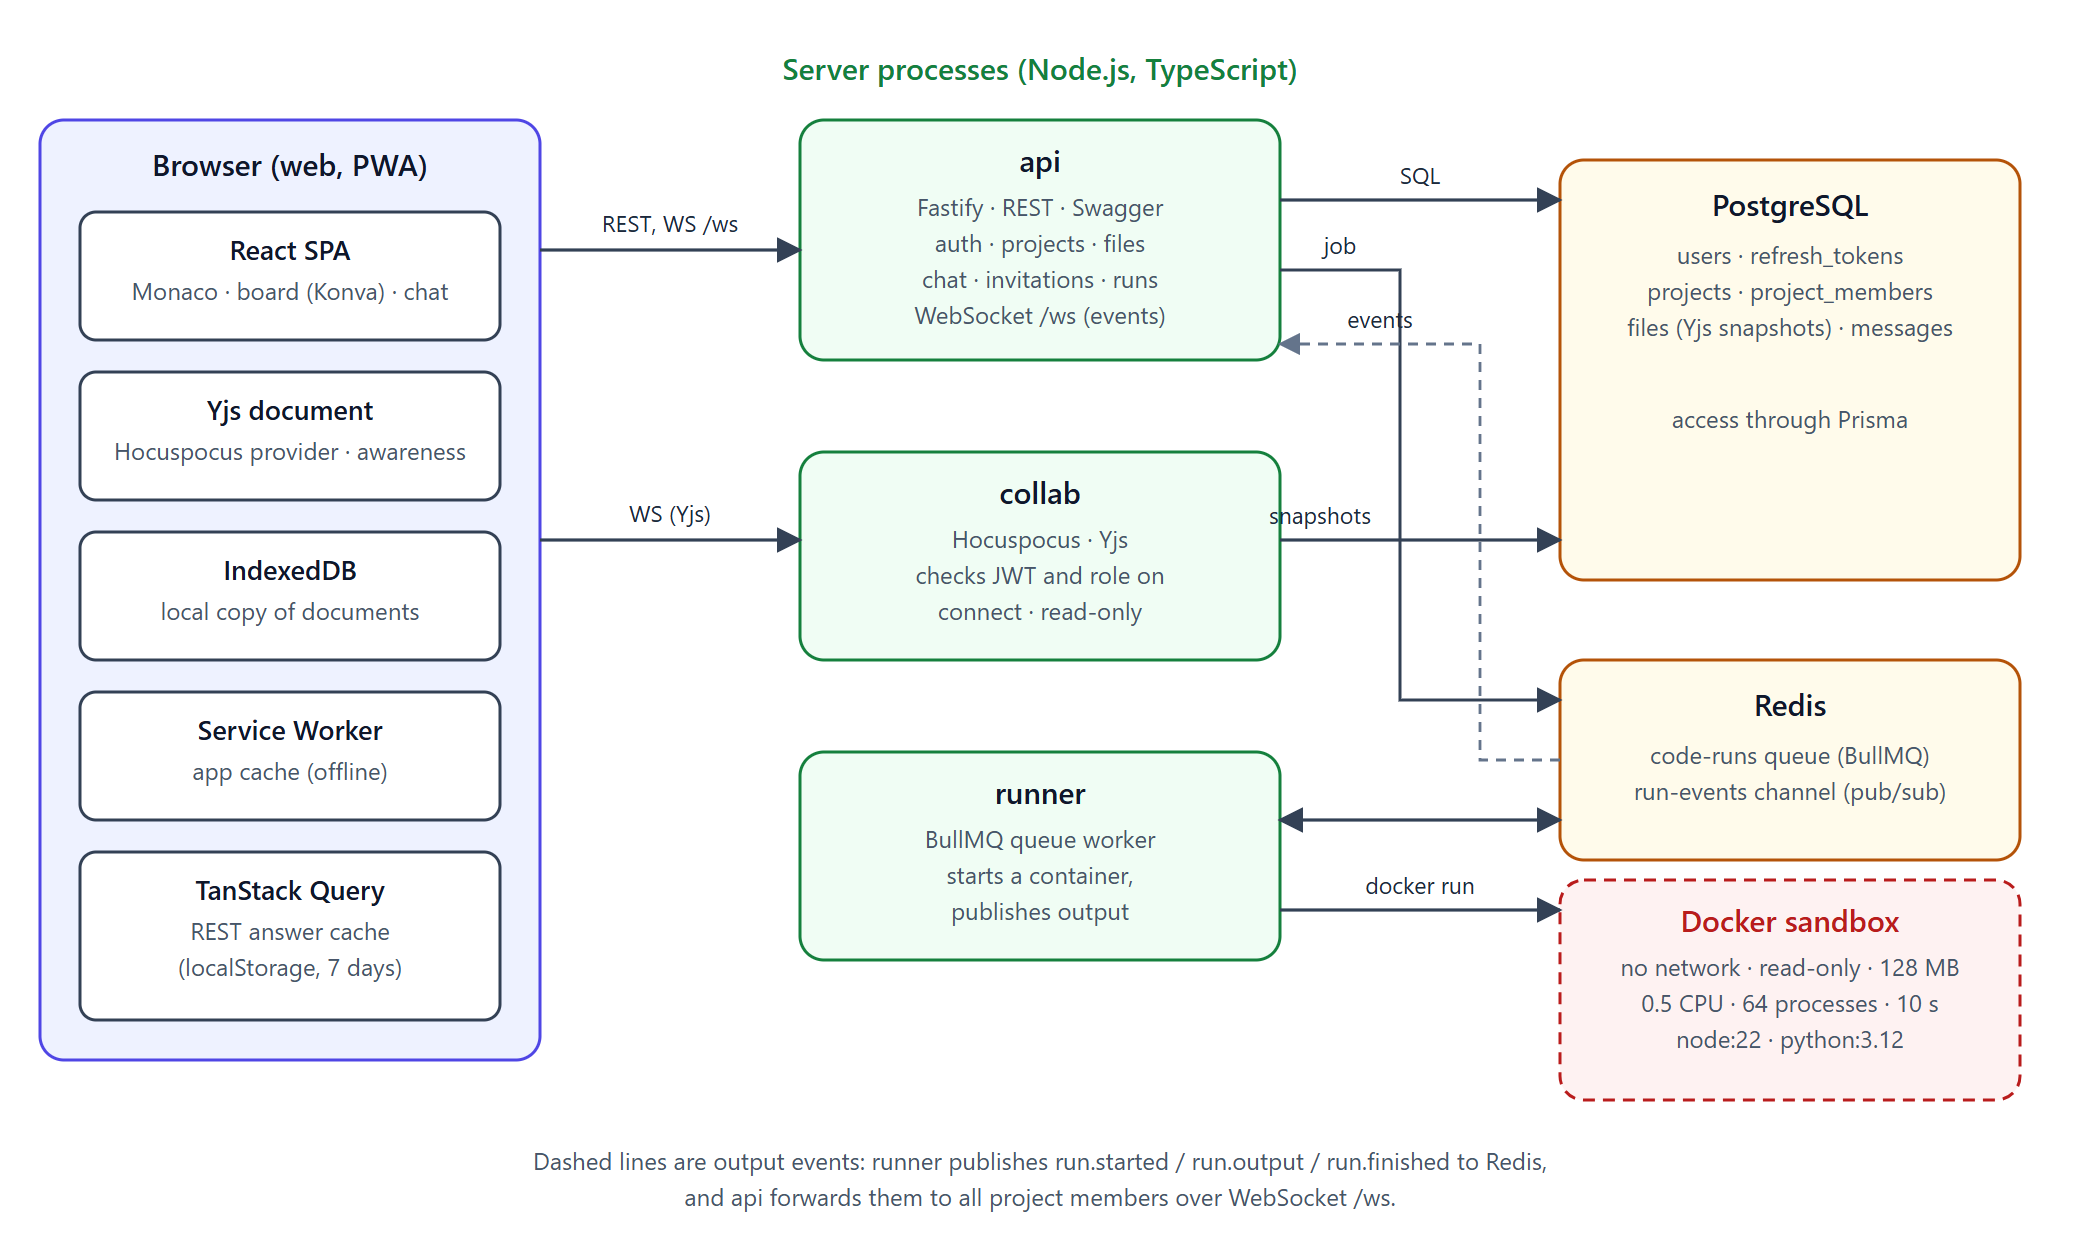 Server processes (Node.js, TypeScript)
Browser (web, PWA)
React SPA
Monaco · board (Konva) · chat
Yjs document
Hocuspocus provider · awareness
IndexedDB
local copy of documents
Service Worker
app cache (offline)
TanStack Query
REST answer cache
(localStorage, 7 days)
REST, WS /ws
WS (Yjs)
api
Fastify · REST · Swagger
auth · projects · files
chat · invitations · runs
WebSocket /ws (events)
collab
Hocuspocus · Yjs
checks JWT and role on
connect · read-only
runner
BullMQ queue worker
starts a container,
publishes output
SQL
job
events
snapshots
docker run
PostgreSQL
users · refresh_tokens
projects · project_members
files (Yjs snapshots) · messages
access through Prisma
Redis
code-runs queue (BullMQ)
run-events channel (pub/sub)
Docker sandbox
no network · read-only · 128 MB
0.5 CPU · 64 processes · 10 s
node:22 · python:3.12
Dashed lines are output events: runner publishes run.started / run.output / run.finished to Redis,
and api forwards them to all project members over WebSocket /ws.